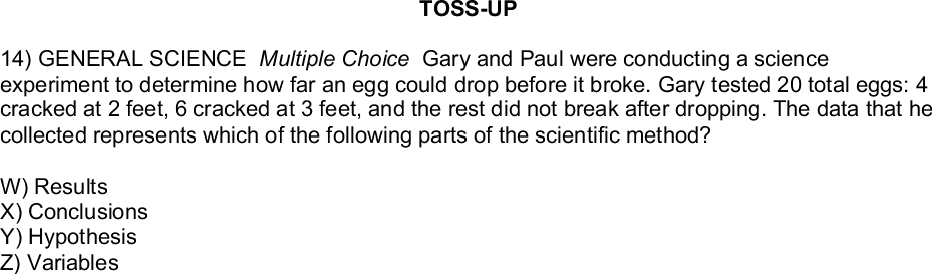 TOSS-UP
14) GENERAL SCIENCE Multiple Choice Gary and Paul were conducting a science
experiment to determine how far an egg could drop before it broke. Gary tested 20 total eggs: 4
cracked at 2 feet, 6 cracked at 3 feet, and the rest did not break after dropping. The data that he
collected represents which of the following parts of the scientific method?
W) Results
X) Conclusions
Y) Hypothesis
Z) Variables